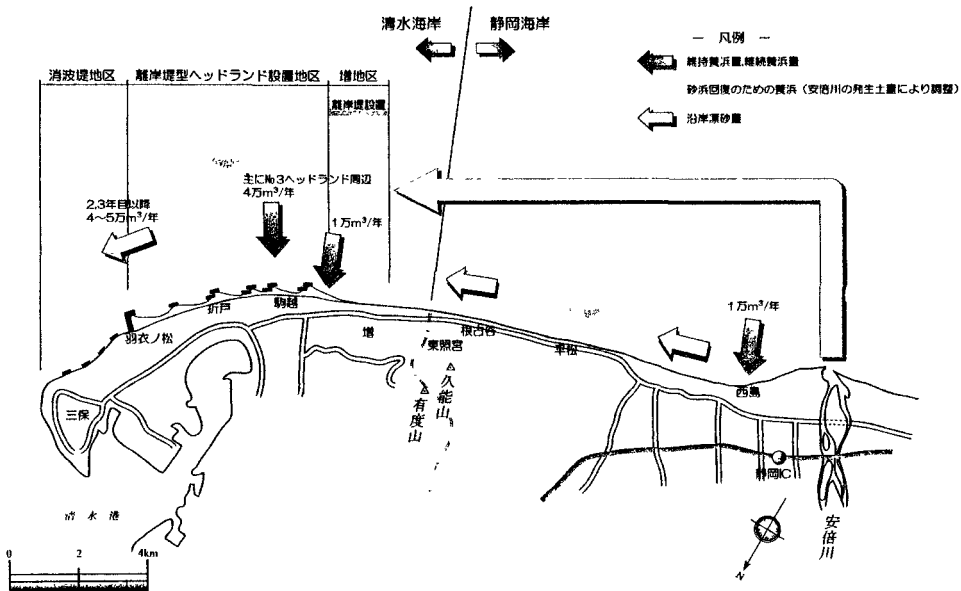 清水海岸
静岡海岸
― 凡例 ―
維持養浜量、継続養浜量
砂浜回復のための養浜（安倍川の発生土量により調整）
沿岸漂砂量
消波堤地区
離岸堤型ヘッドランド設置地区
増地区
離岸堤設置
主に№3ヘッドランド周辺
4万m³/年
2,3年目以降
4～5万m³/年
1万m³/年
1万m³/年
羽衣ノ松
折戸
駒越
増
東照宮
根古谷
平松
西島
三保
久能山
有度山
静岡IC
安倍川
清水港
0 2 4km
N